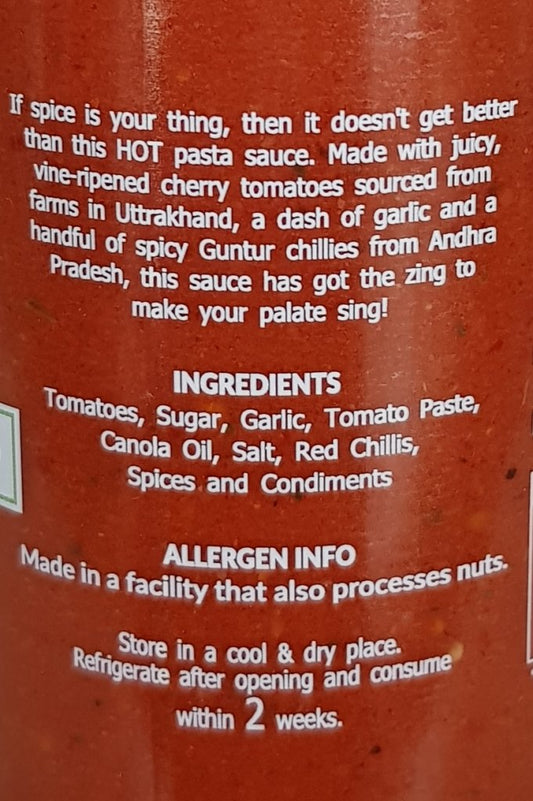 If spice is your thing, then it doesn't get better
than this HOT pasta sauce. Made with juicy,
vine-ripened cherry tomatoes sourced from
farms in Uttrakhand, a dash of garlic and a
handful of spicy Guntur chillies from Andhra
Pradesh, this sauce has got the zing to
make your palate sing!
INGREDIENTS
Tomatoes, Sugar, Garlic, Tomato Paste,
Canola Oil, Salt, Red Chillis,
Spices and Condiments
ALLERGEN INFO
Made in a facility that also processes nuts.
Store in a cool & dry place.
Refrigerate after opening and consume
within 2 weeks.